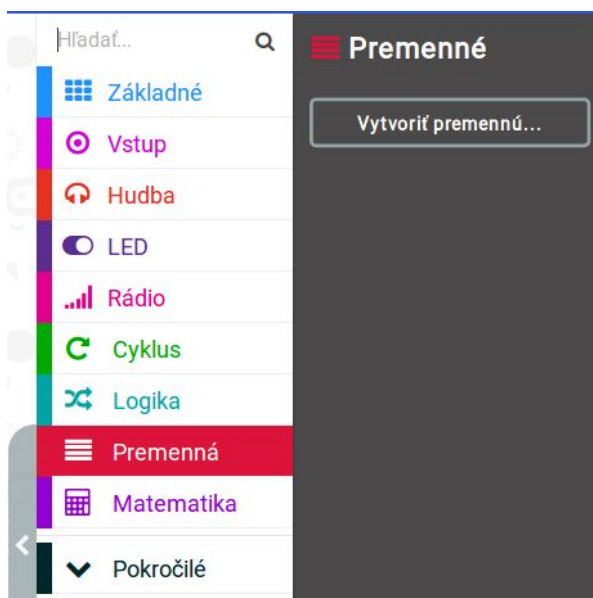 Hľadať...
Základné
Vstup
Hudba
LED
Rádio
Cyklus
Logika
Premenná
Matematika
Pokročilé
Premenné
Vytvoriť premennú...